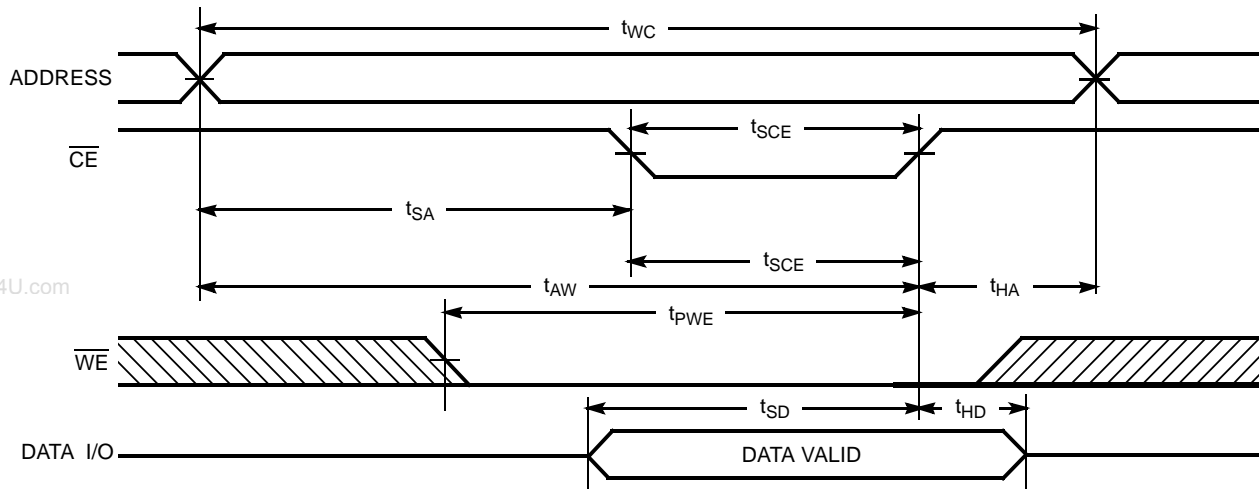 tWC
ADDRESS
tSCE
CE
tSA
tSCE
4U.com
tAW
tHA
tPWE
WE
tSD
tHD
DATA I/O
DATA VALID